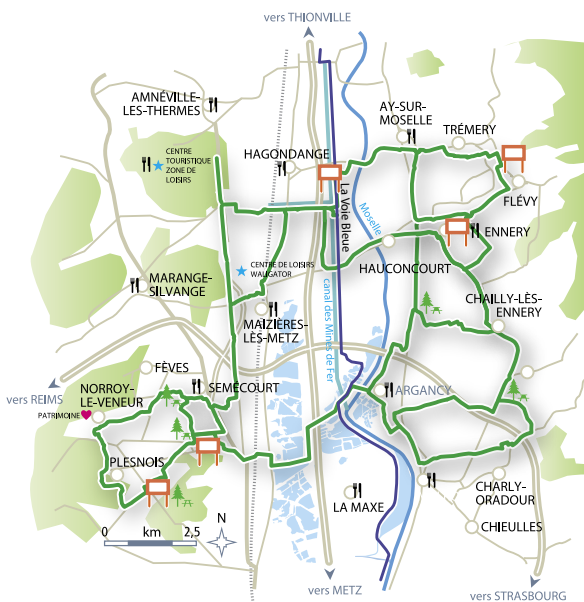 vers THIONVILLE
AMNÉVILLE-
LES-THERMES
AY-SUR-
MOSELLE
TRÉMERY
CENTRE
TOURISTIQUE
ZONE DE
LOISIRS
HAGONDANGE
FLÉVY
La Voie Bleue
Moselle
ENNERY
HAUCONCOURT
CENTRE DE LOISIRS
WALIGATOR
MARANGE-
SILVANGE
canal des Mines de Fer
CHAILLY-LÈS-
ENNERY
MAIZIÈRES-
LÈS-METZ
FÈVES
vers REIMS
NORROY-
LE-VENEUR
SEMÉCOURT
ARGANCY
PATRIMOINE
PLESNOIS
CHARLY-
ORADOUR
LA MAXE
CHIEULLES
0 km 2,5
N
vers METZ
vers STRASBOURG